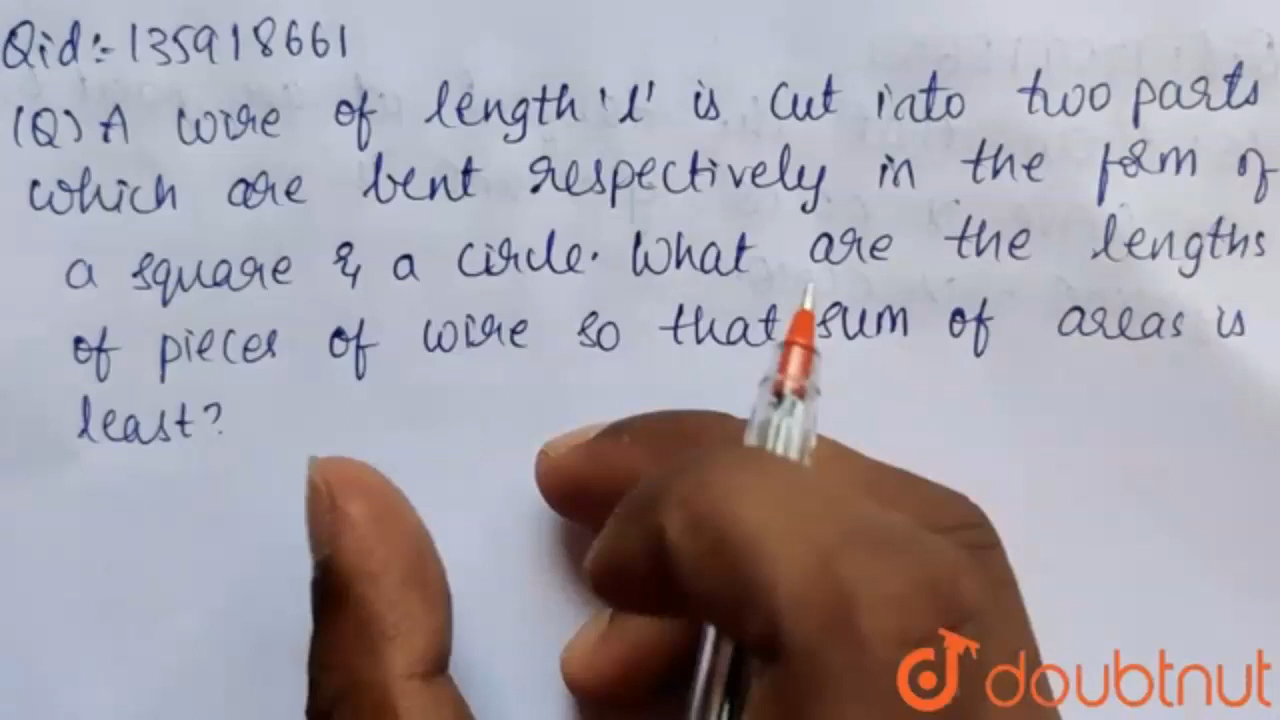 Qid:- 135918661
(Q) A wire of length 'l' is cut into two parts
which are bent respectively in the form of
a square & a circle. What are the lengths
of pieces of wire so that sum of areas is
least?
doubtnut